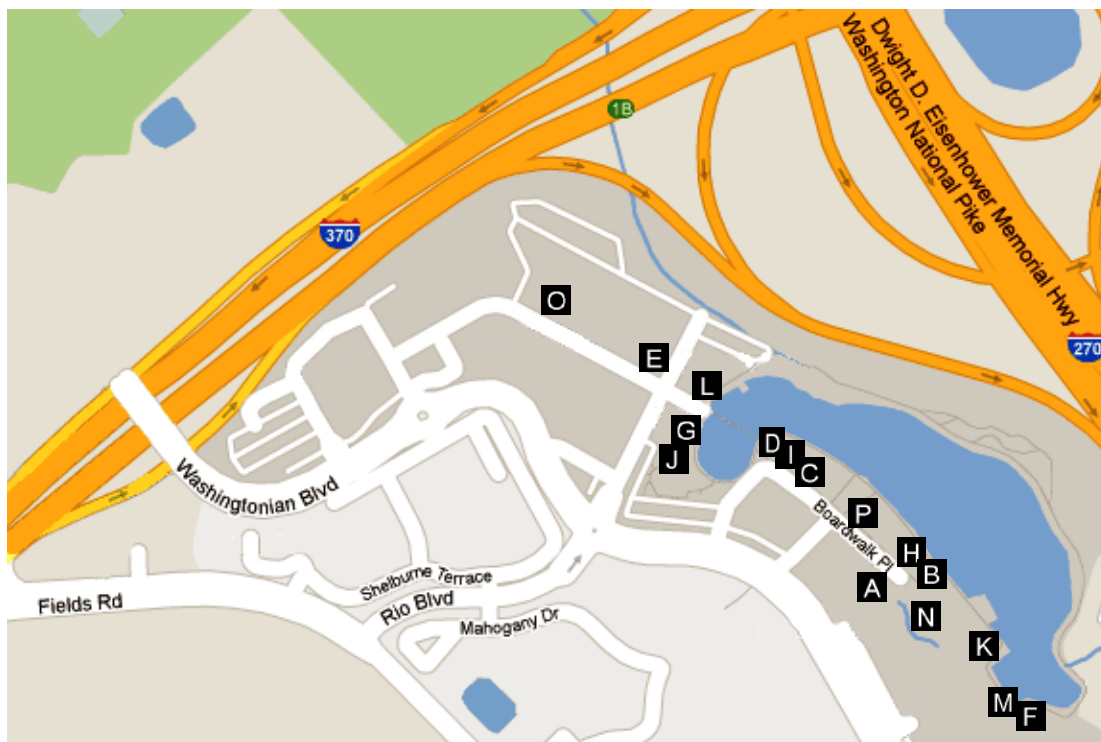 Dwight D. Eisenhower Memorial Hwy
Washington National Pike
1B
370
270
O
E
L
G
J
D
I
C
Washingtonian Blvd
P
Boardwalk Pl
H
B
A
N
Shelburne Terrace
Fields Rd
Rio Blvd
Mahogany Dr
K
M
F